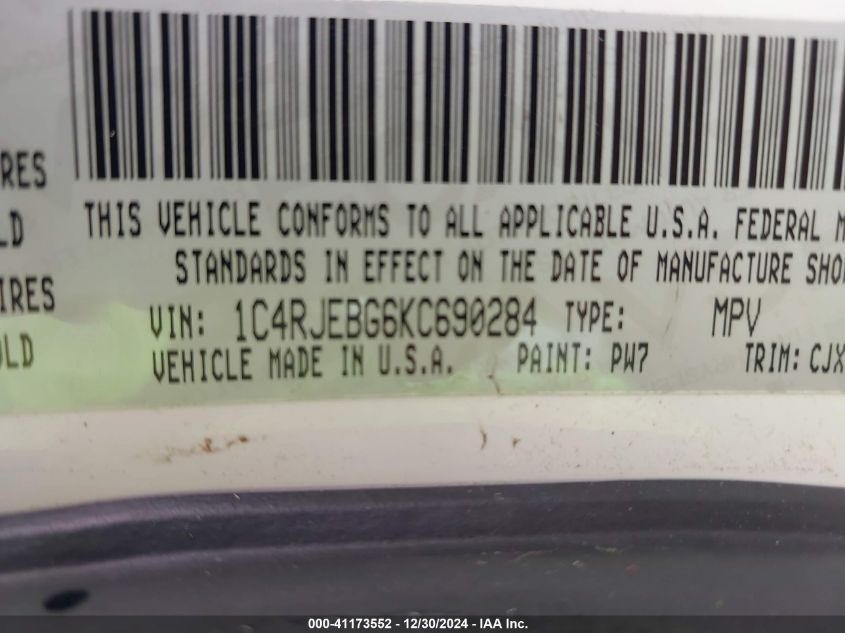 RES
THIS VEHICLE CONFORMS TO ALL APPLICABLE U.S.A. FEDERAL M
LD
STANDARDS IN EFFECT ON THE DATE OF MANUFACTURE SHO
IRES
VIN: 1C4RJEBG6KC690284 TYPE: MPV
OLD
VEHICLE MADE IN U.S.A. PAINT: PW7 TRIM: CJX
000-41173552 - 12/30/2024 - IAA Inc.